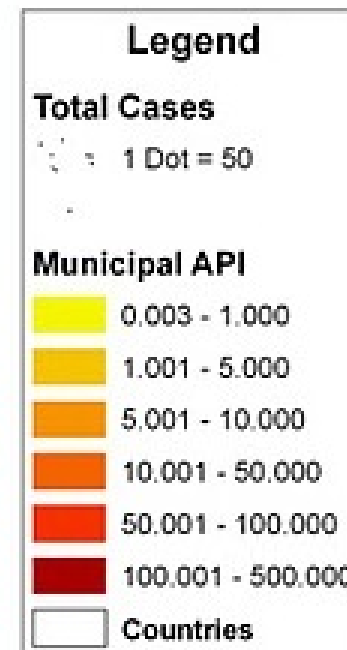 Legend
Total Cases
1 Dot = 50
Municipal API
0.003 - 1.000
1.001 - 5.000
5.001 - 10.000
10.001 - 50.000
50.001 - 100.000
100.001 - 500.000
Countries